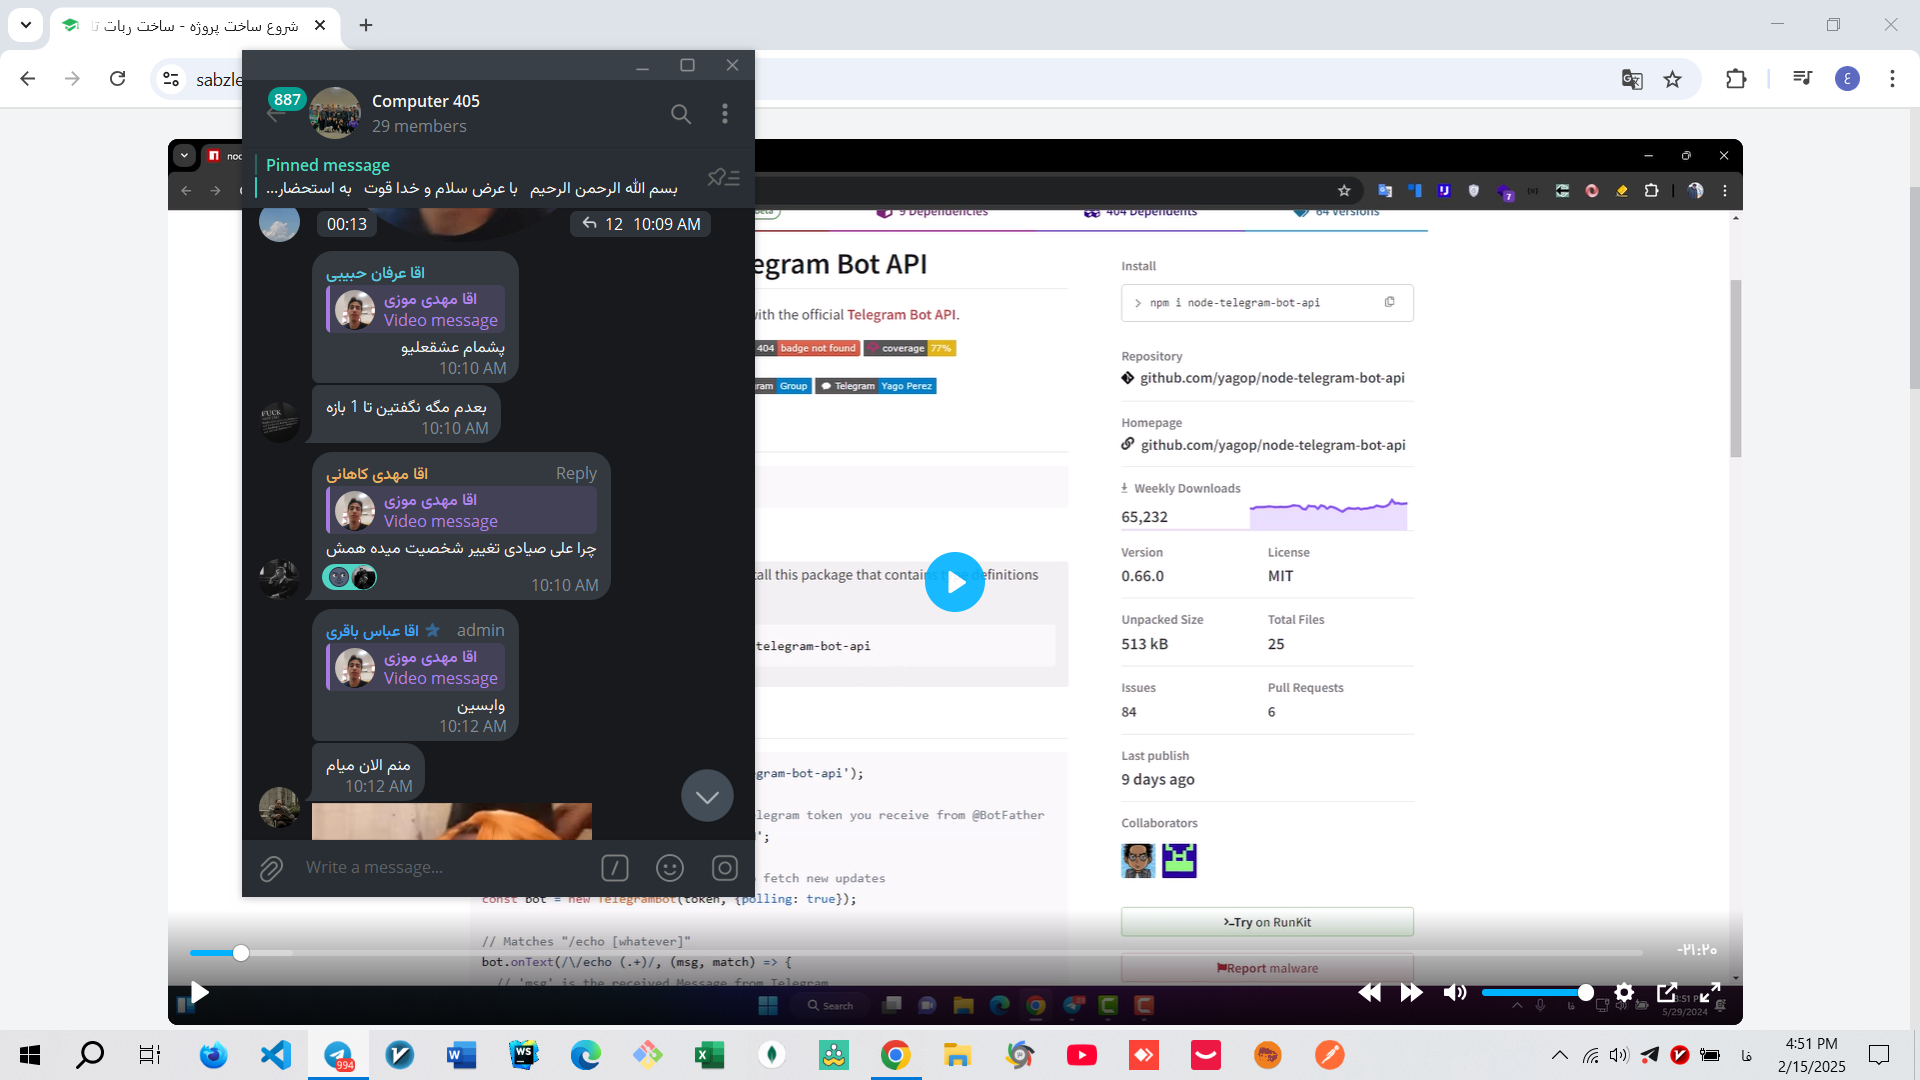 شروع ساخت پروژه - ساخت ربات تا
sabzle
887
Computer 405
29 members
Pinned message
بسم الله الرحمن الرحیم با عرض سلام و خدا قوت به استحضار...
00:13
12 10:09 AM
اقا عرفان حبیبی
اقا مهدی موزی
Video message
پشمام عشقعلیو
10:10 AM
بعدم مگه نگفتین تا 1 بازه
10:10 AM
اقا مهدی کاهانی
Reply
اقا مهدی موزی
Video message
چرا علی صیادی تغییر شخصیت میده همش
10:10 AM
اقا عباس باقری
admin
اقا مهدی موزی
Video message
وابسین
10:12 AM
منم الان میام
10:12 AM
Write a message...
9 Dependencies
404 Dependents
64 Versions
egram Bot API
with the official Telegram Bot API.
404 badge not found
coverage 77%
ram Group
Telegram Yago Perez
tall this package that contains definitions
telegram-bot-api
gram-bot-api');
legram token you receive from @BotFather
';
fetch new updates
const bot = new TelegramBot(token, {polling: true});
// Matches "/echo [whatever]"
bot.onText(/\/echo (.+)/, (msg, match) => {
// 'msg' is the received Message from Telegram
Install
> npm i node-telegram-bot-api
Repository
github.com/yagop/node-telegram-bot-api
Homepage
github.com/yagop/node-telegram-bot-api
Weekly Downloads
65,232
Version
License
0.66.0
MIT
Unpacked Size
Total Files
513 kB
25
Issues
Pull Requests
84
6
Last publish
9 days ago
Collaborators
>_Try on RunKit
Report malware
-۲۱:۲۰
Search
5/29/2024
994
فا
4:51 PM
2/15/2025